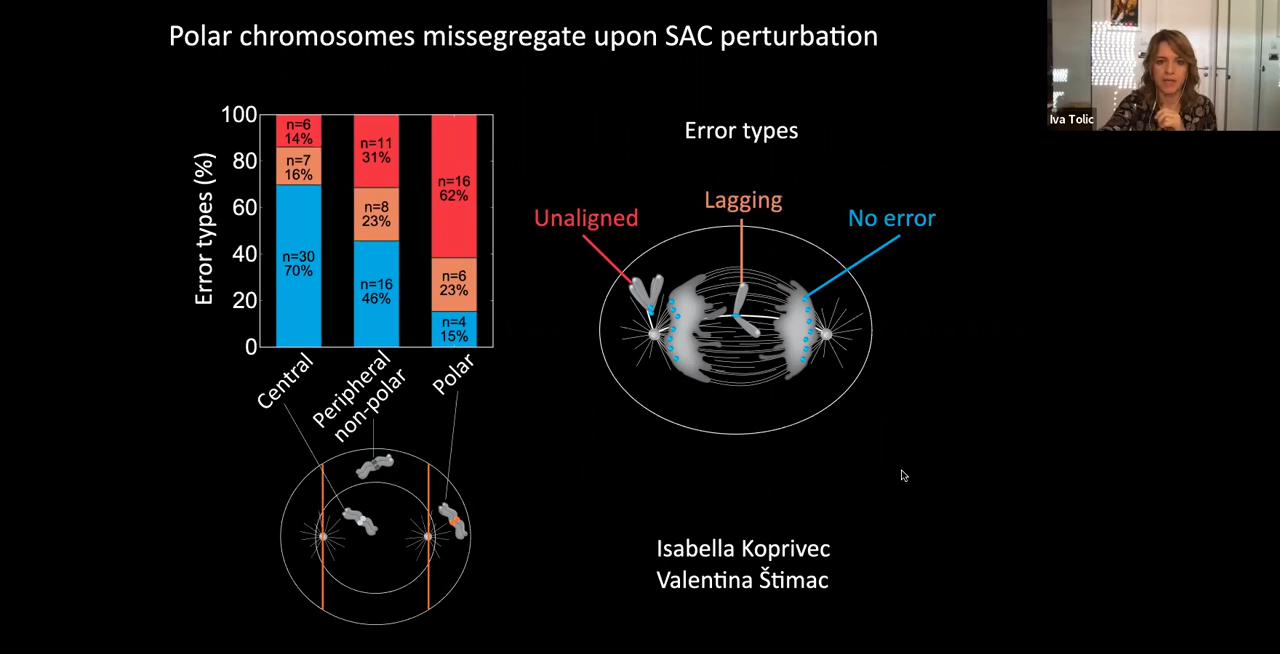 Polar chromosomes missegregate upon SAC perturbation
Iva Tolic
Error types (%)
100
80
60
40
20
0
n=6
14%
n=7
16%
n=30
70%
n=11
31%
n=8
23%
n=16
46%
n=16
62%
n=6
23%
n=4
15%
Central
Peripheral
non-polar
Polar
Error types
Unaligned
Lagging
No error
Isabella Koprivec
Valentina Štimac